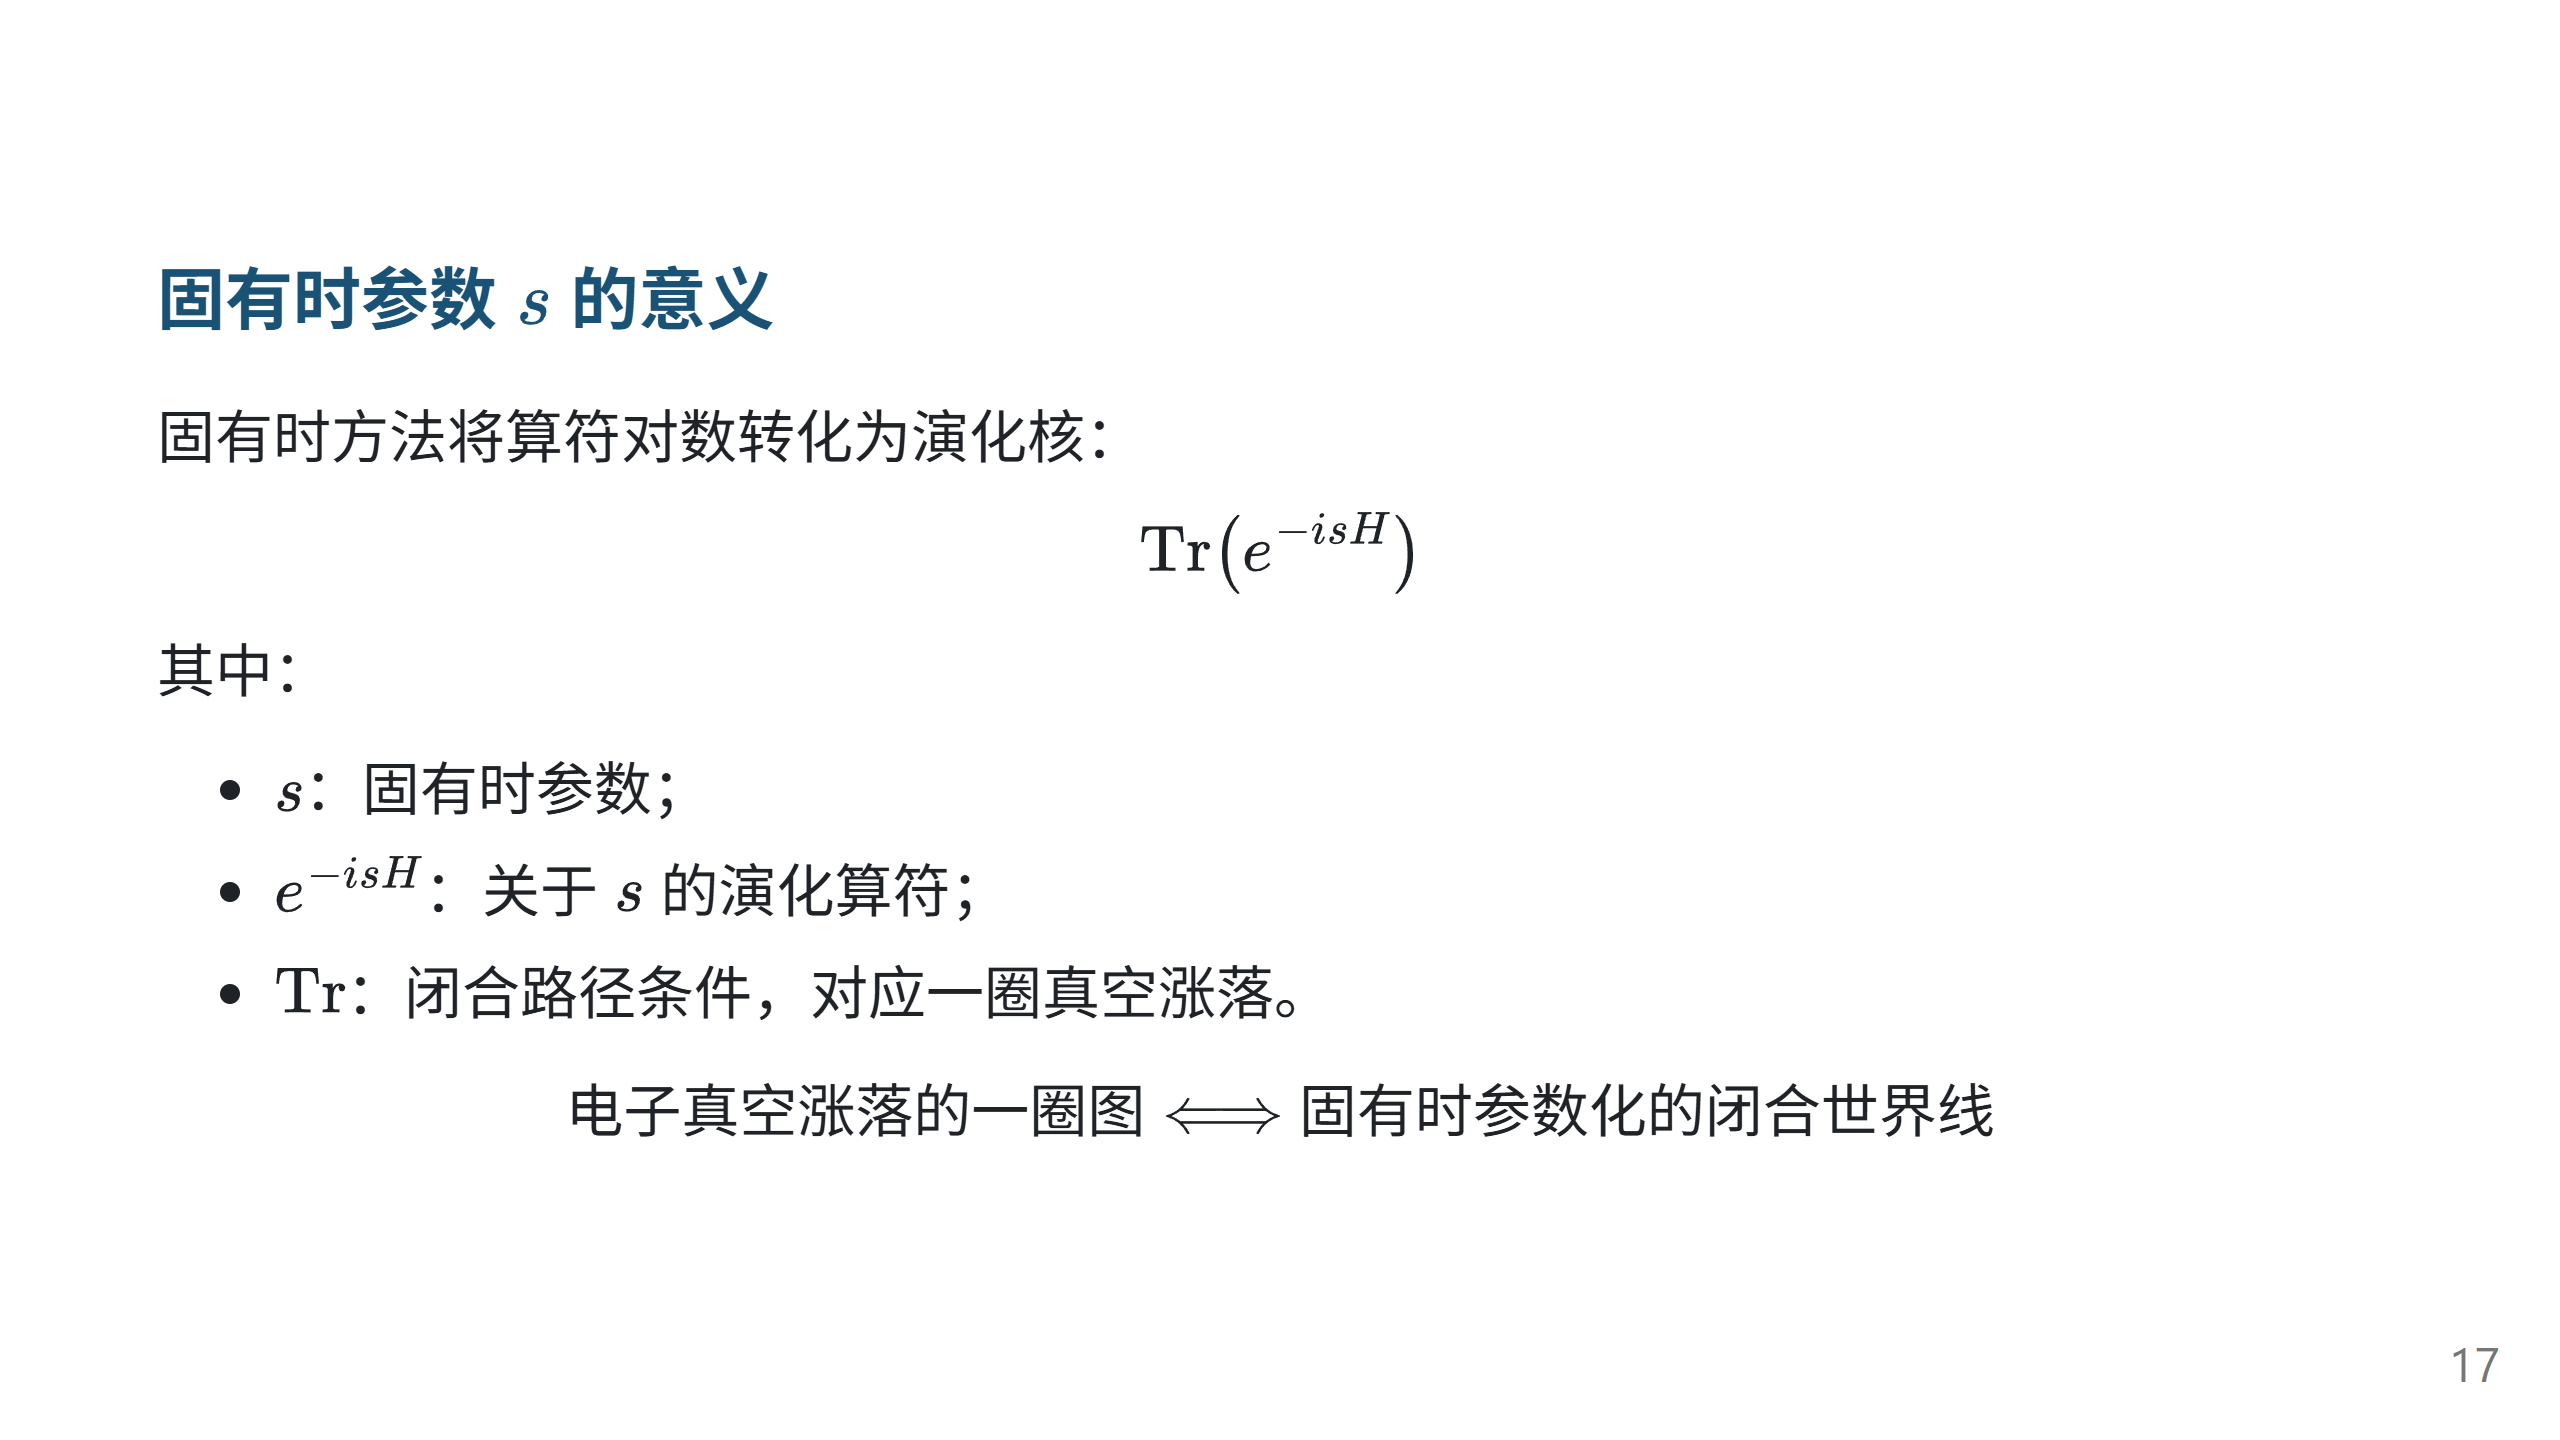 固有时参数 s 的意义
固有时方法将算符对数转化为演化核：
Tr(e^{-isH})
其中：
• s：固有时参数；
• e^{-isH}：关于 s 的演化算符；
• Tr：闭合路径条件，对应一圈真空涨落。
电子真空涨落的一圈图 ⟺ 固有时参数化的闭合世界线
17